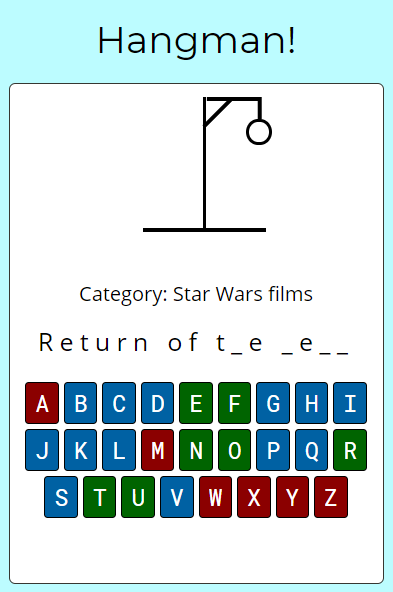 Hangman!
Category: Star Wars films
Return of t_e _e__
A B C D E F G H I
J K L M N O P Q R
S T U V W X Y Z